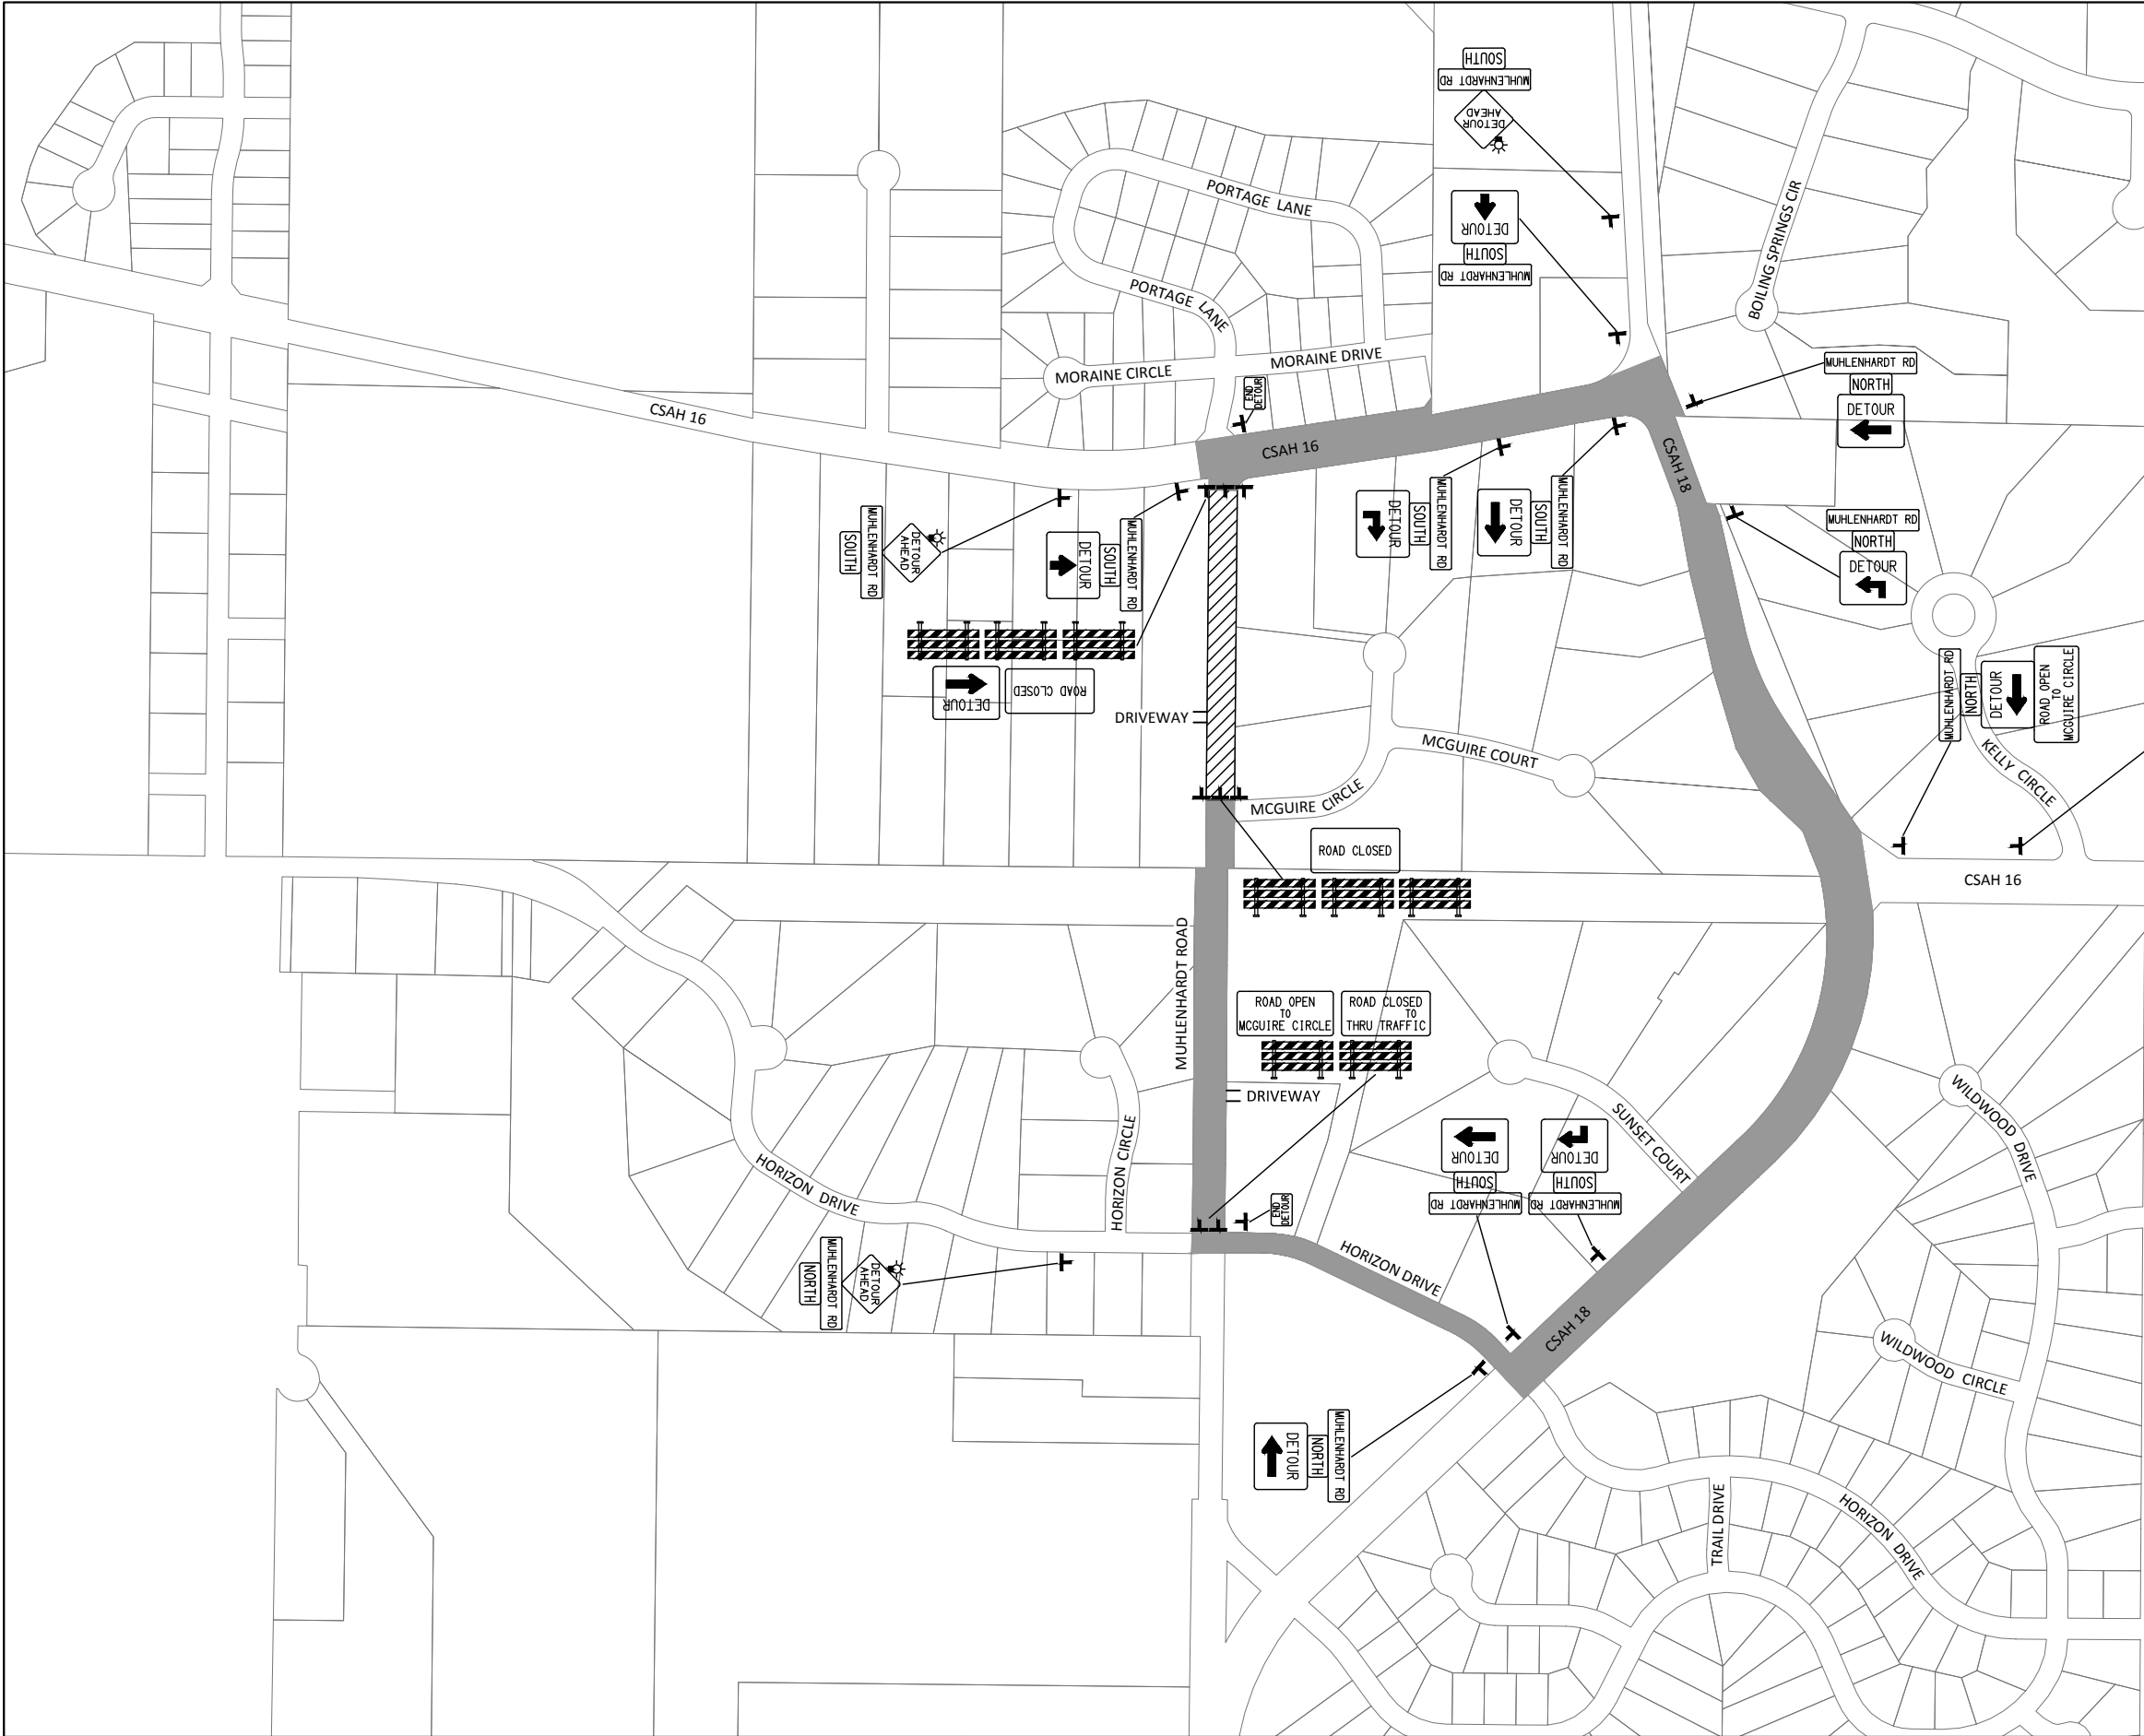 SOUTH
MUHLENHARDT RD
DETOUR
AHEAD
DETOUR
SOUTH
MUHLENHARDT RD
PORTAGE LANE
PORTAGE LANE
BOILING SPRINGS CIR
MORAINE CIRCLE
MORAINE DRIVE
END
DETOUR
MUHLENHARDT RD
NORTH
DETOUR
CSAH 16
CSAH 16
CSAH 18
MUHLENHARDT RD
SOUTH
DETOUR
AHEAD
MUHLENHARDT RD
SOUTH
DETOUR
MUHLENHARDT RD
SOUTH
DETOUR
MUHLENHARDT RD
SOUTH
DETOUR
MUHLENHARDT RD
NORTH
DETOUR
ROAD CLOSED
DETOUR
DRIVEWAY
MCGUIRE COURT
MCGUIRE CIRCLE
MUHLENHARDT RD
NORTH
DETOUR
ROAD OPEN
TO
MCGUIRE CIRCLE
KELLY CIRCLE
ROAD CLOSED
CSAH 16
MUHLENHARDT ROAD
ROAD OPEN
TO
MCGUIRE CIRCLE
ROAD CLOSED
TO
THRU TRAFFIC
DRIVEWAY
HORIZON DRIVE
HORIZON CIRCLE
DETOUR
SOUTH
MUHLENHARDT RD
DETOUR
SOUTH
MUHLENHARDT RD
SUNSET COURT
WILDWOOD DRIVE
END
DETOUR
DETOUR
AHEAD
MUHLENHARDT RD
NORTH
HORIZON DRIVE
CSAH 18
WILDWOOD CIRCLE
MUHLENHARDT RD
NORTH
DETOUR
TRAIL DRIVE
HORIZON DRIVE